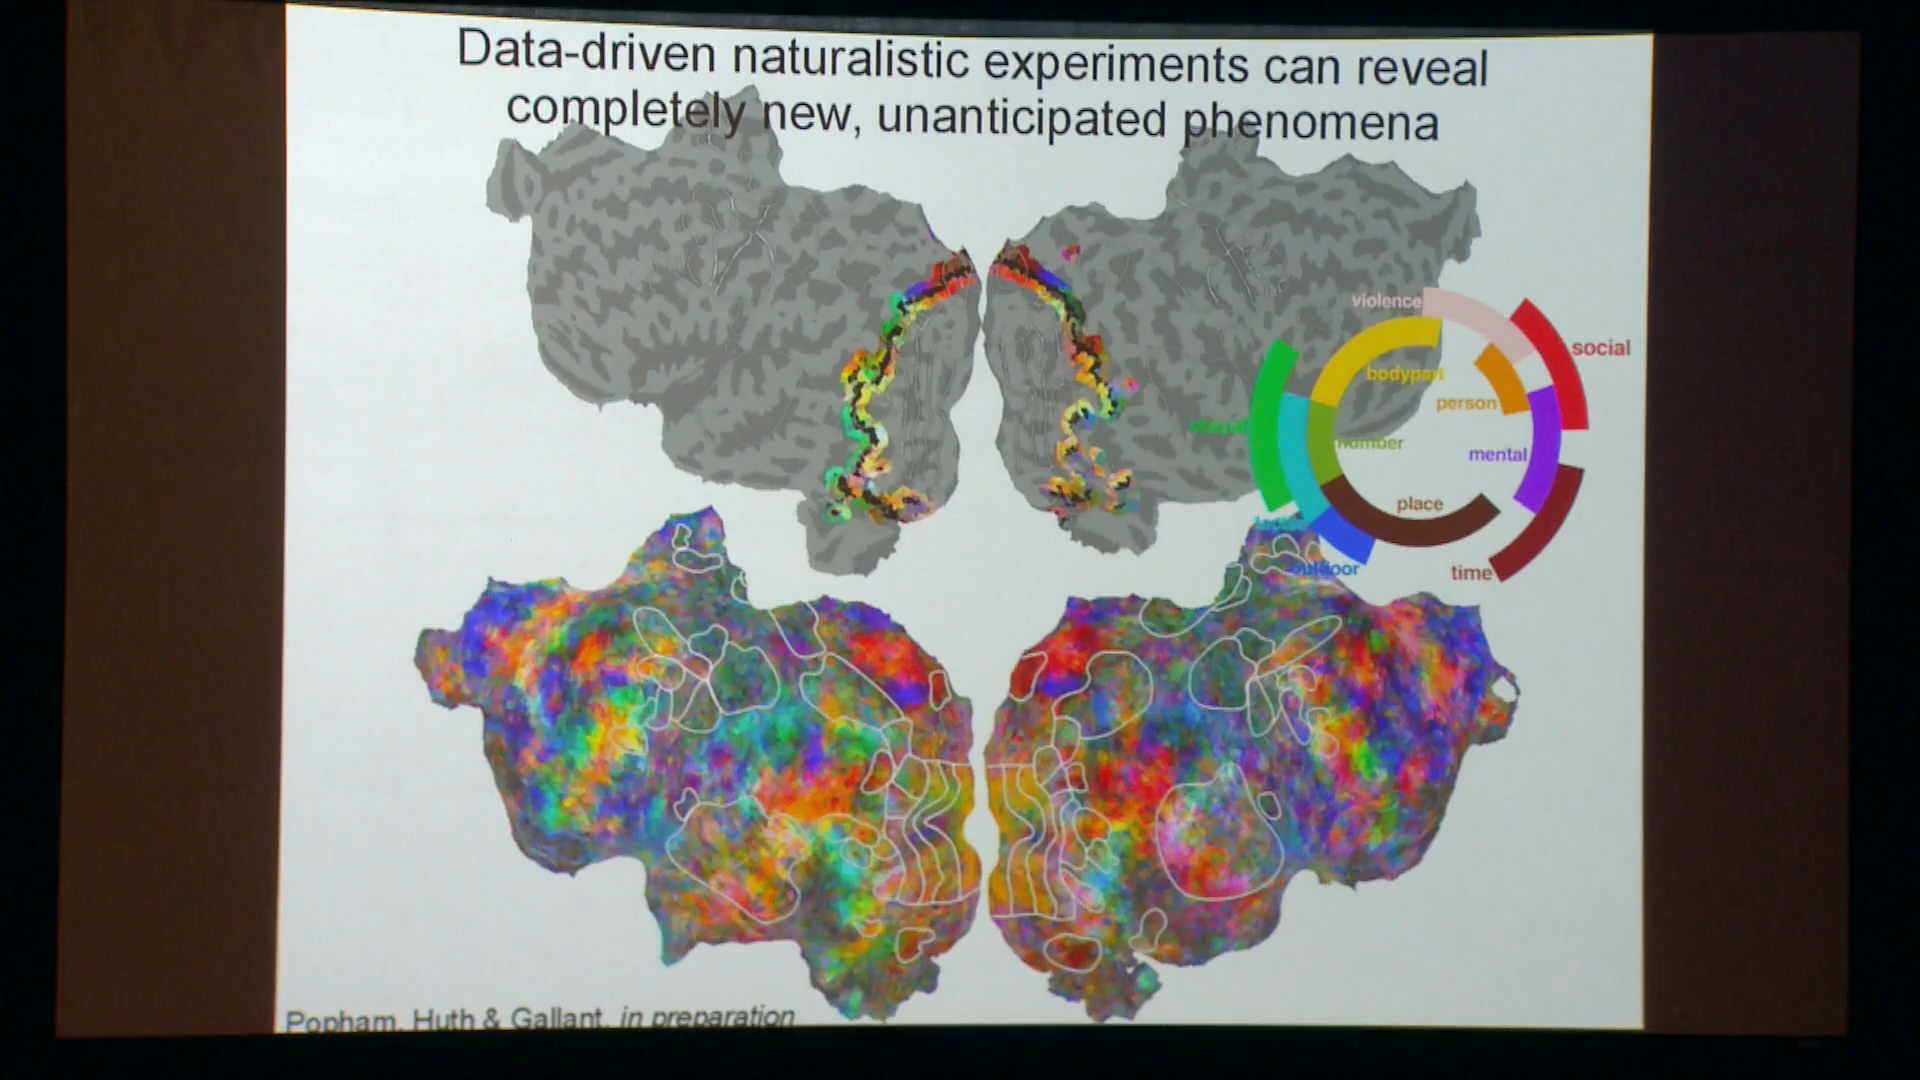 Data-driven naturalistic experiments can reveal
completely new, unanticipated phenomena
violence
social
bodypart
person
number
mental
place
outdoor
time
Popham, Huth & Gallant, in preparation